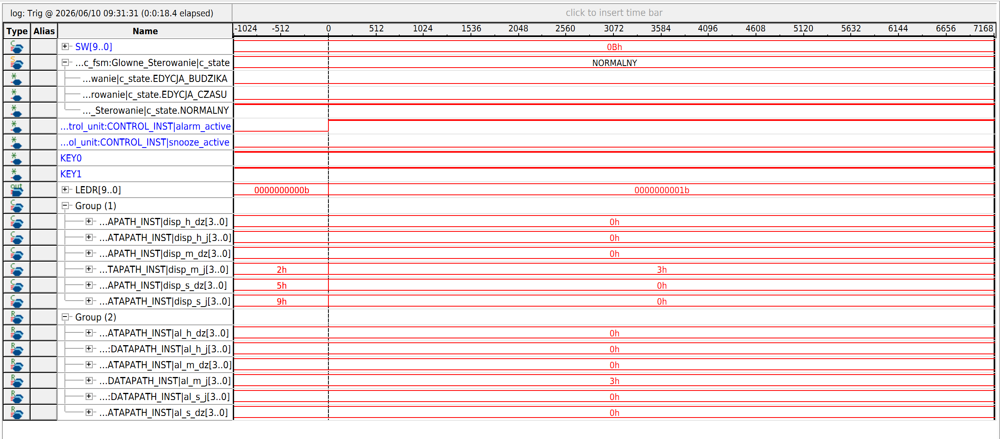 log: Trig @ 2026/06/10 09:31:31 (0:0:18.4 elapsed) click to insert time bar
Type Alias Name -1024 -512 0 512 1024 1536 2048 2560 3072 3584 4096 4608 5120 5632 6144 6656 7168
C SW[9..0] 0Bh
S ...c_fsm:Glowne_Sterowanie|c_state NORMALNY
* ...wanie|c_state.EDYCJA_BUDZIKA
* ...rowanie|c_state.EDYCJA_CZASU
* ..._Sterowanie|c_state.NORMALNY
* ...trol_unit:CONTROL_INST|alarm_active
* ...ol_unit:CONTROL_INST|snooze_active
* KEY0
* KEY1
out LEDR[9..0] 0000000000b 0000000001b
C Group (1)
C ...APATH_INST|disp_h_dz[3..0] 0h
C ...ATAPATH_INST|disp_h_j[3..0] 0h
C ...APATH_INST|disp_m_dz[3..0] 0h
C ...TAPATH_INST|disp_m_j[3..0] 2h 3h
C ...APATH_INST|disp_s_dz[3..0] 5h 0h
C ...ATAPATH_INST|disp_s_j[3..0] 9h 0h
R Group (2)
R ...ATAPATH_INST|al_h_dz[3..0] 0h
R ...:DATAPATH_INST|al_h_j[3..0] 0h
R ...ATAPATH_INST|al_m_dz[3..0] 0h
R ...DATAPATH_INST|al_m_j[3..0] 3h
R ...:DATAPATH_INST|al_s_j[3..0] 0h
R ...ATAPATH_INST|al_s_dz[3..0] 0h